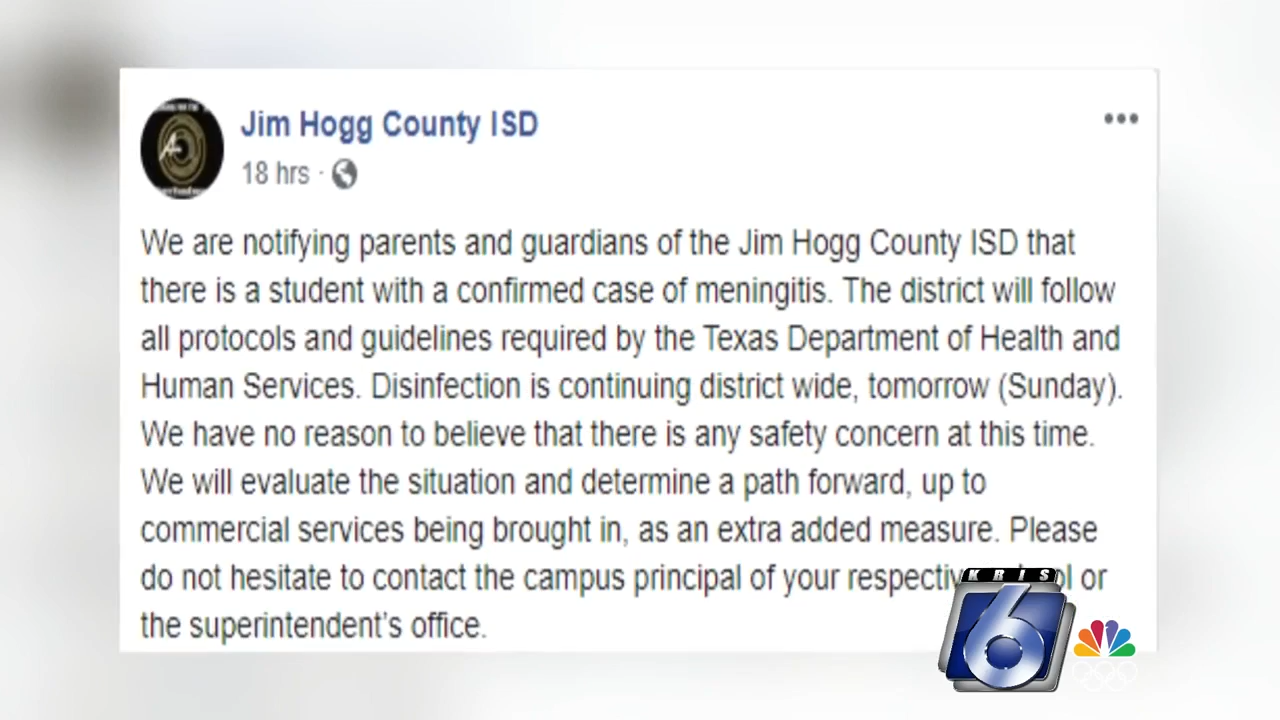 Jim Hogg County ISD
18 hrs ·
We are notifying parents and guardians of the Jim Hogg County ISD that
there is a student with a confirmed case of meningitis. The district will follow
all protocols and guidelines required by the Texas Department of Health and
Human Services. Disinfection is continuing district wide, tomorrow (Sunday).
We have no reason to believe that there is any safety concern at this time.
We will evaluate the situation and determine a path forward, up to
commercial services being brought in, as an extra added measure. Please
do not hesitate to contact the campus principal of your or
the superintendent's office.
KRIS
6